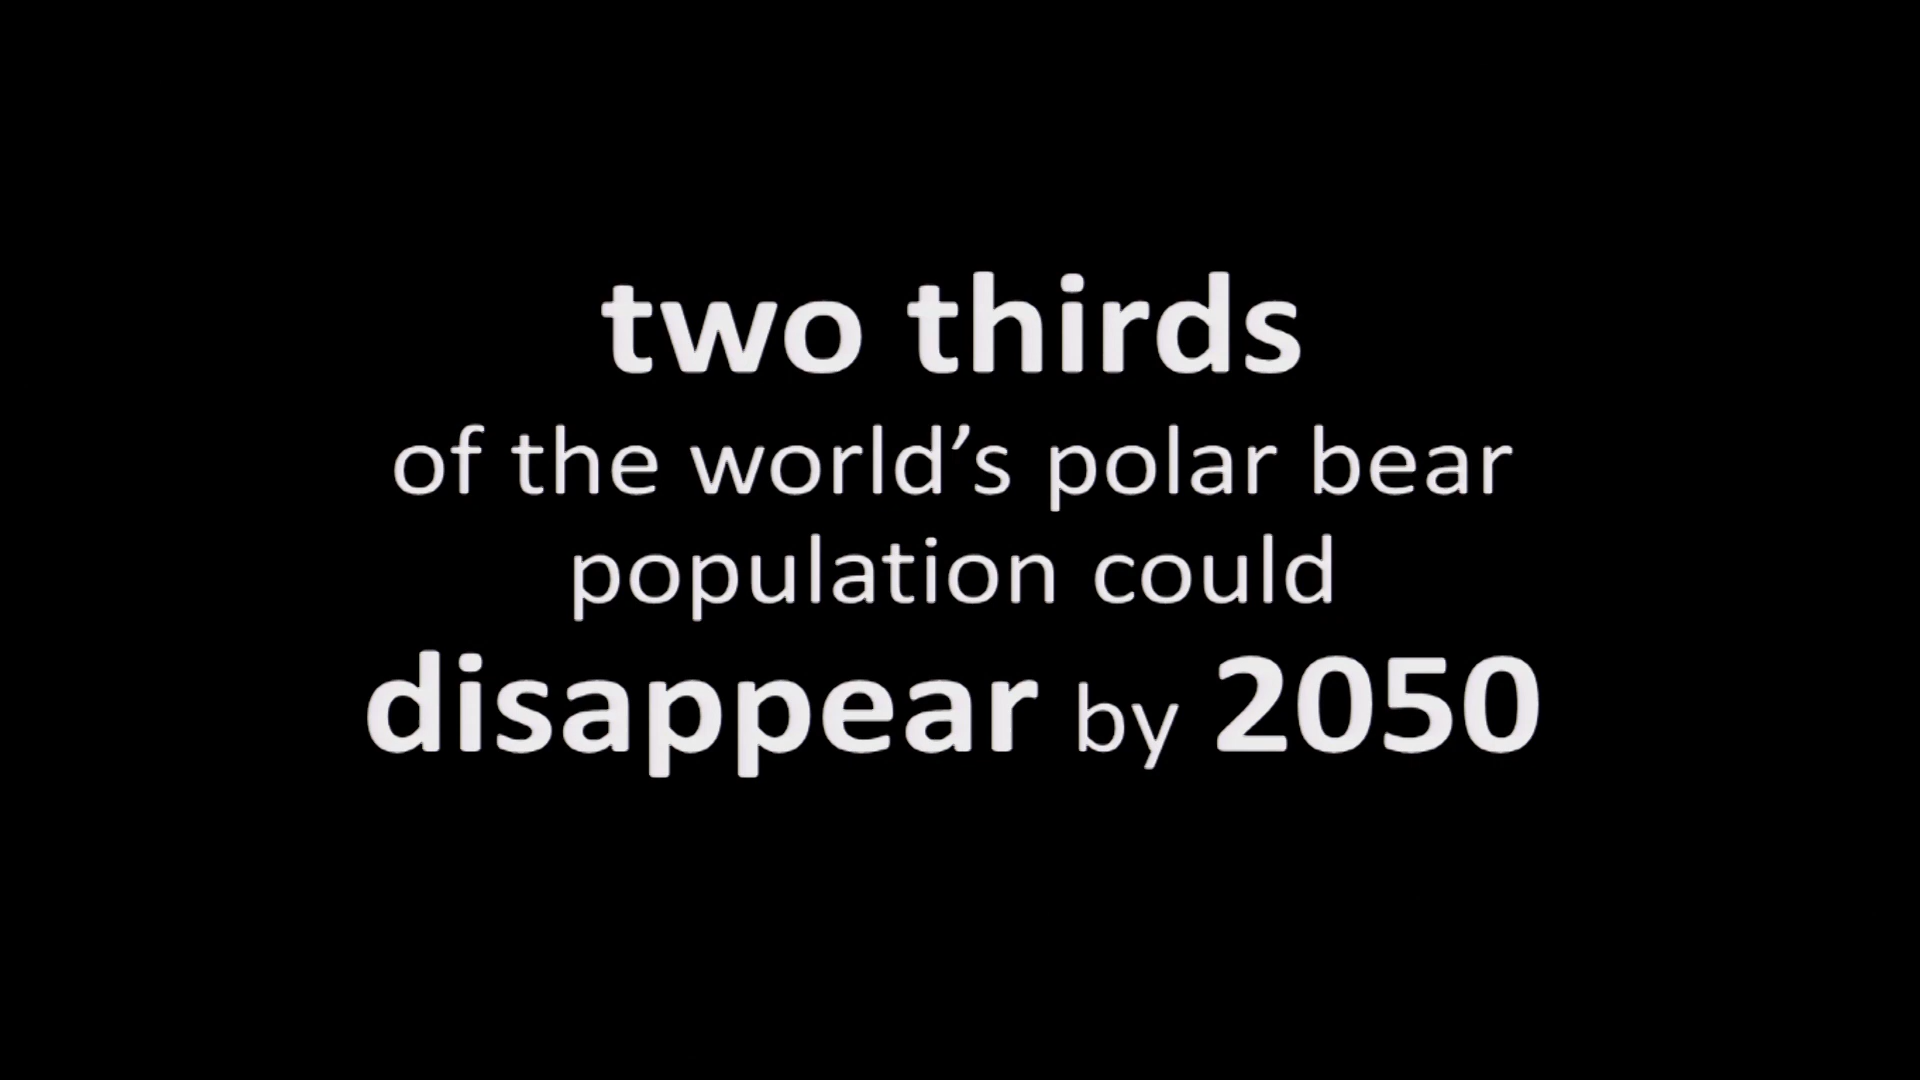 two thirds
of the world’s polar bear
population could
disappear by 2050